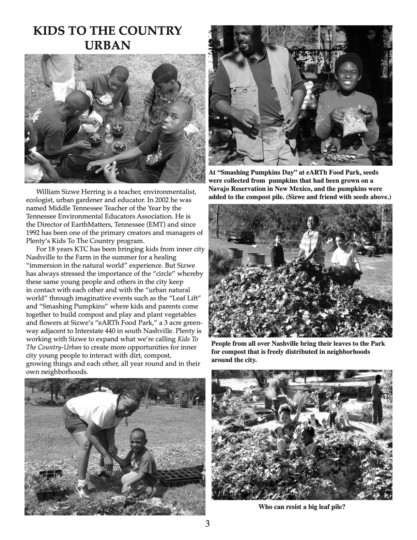 KIDS TO THE COUNTRY
URBAN
William Sizwe Herring is a teacher, environmentalist,
ecologist, urban gardener and educator. In 2002 he was
named Middle Tennessee Teacher of the Year by the
Tennessee Environmental Educators Association. He is
the Director of EarthMatters, Tennessee (EMT) and since
1992 has been one of the primary creators and managers of
Plenty's Kids To The Country program.
For 18 years KTC has been bringing kids from inner city
Nashville to the Farm in the summer for a healing
"immersion in the natural world" experience. But Sizwe
has always stressed the importance of the "circle" whereby
these same young people and others in the city keep
in contact with each other and with the "urban natural
world" through imaginative events such as the "Leaf Lift"
and "Smashing Pumpkins" where kids and parents come
together to build compost and play and plant vegetables
and flowers at Sizwe's "eARTh Food Park," a 3 acre green-
way adjacent to Interstate 440 in south Nashville. Plenty is
working with Sizwe to expand what we're calling Kids To
The Country-Urban to create more opportunities for inner
city young people to interact with dirt, compost,
growing things and each other, all year round and in their
own neighborhoods.
At "Smashing Pumpkins Day" at eARTh Food Park, seeds
were collected from pumpkins that had been grown on a
Navajo Reservation in New Mexico, and the pumpkins were
added to the compost pile. (Sizwe and friend with seeds above.)
People from all over Nashville bring their leaves to the Park
for compost that is freely distributed in neighborhoods
around the city.
Who can resist a big leaf pile?
3